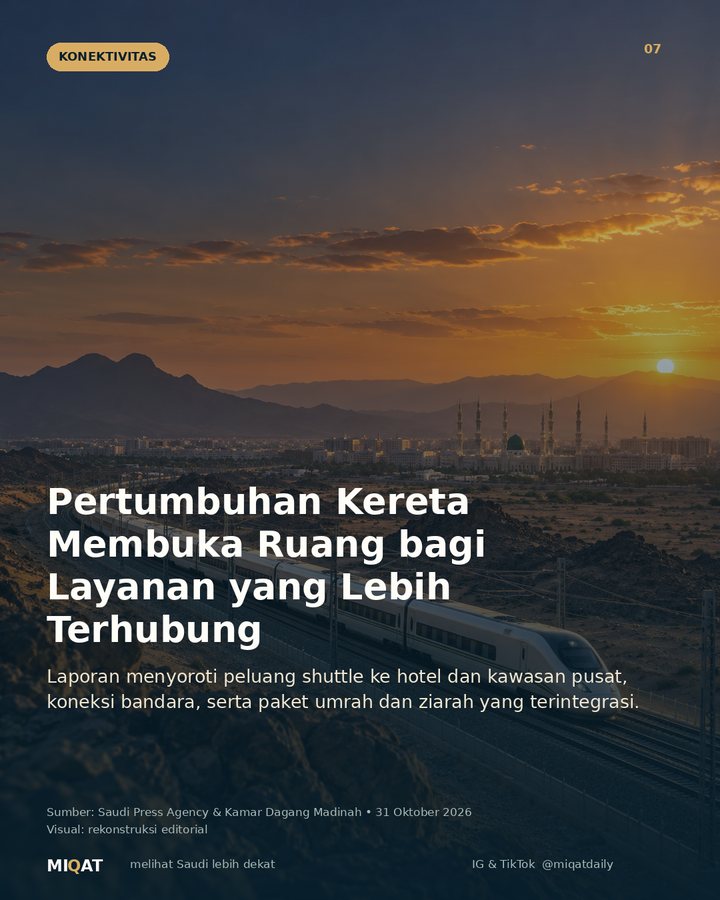 KONEKTIVITAS
07
Pertumbuhan Kereta
Membuka Ruang bagi
Layanan yang Lebih
Terhubung
Laporan menyoroti peluang shuttle ke hotel dan kawasan pusat,
koneksi bandara, serta paket umrah dan ziarah yang terintegrasi.
Sumber: Saudi Press Agency & Kamar Dagang Madinah • 31 Oktober 2026
Visual: rekonstruksi editorial
MIQAT melihat Saudi lebih dekat IG & TikTok @miqatdaily